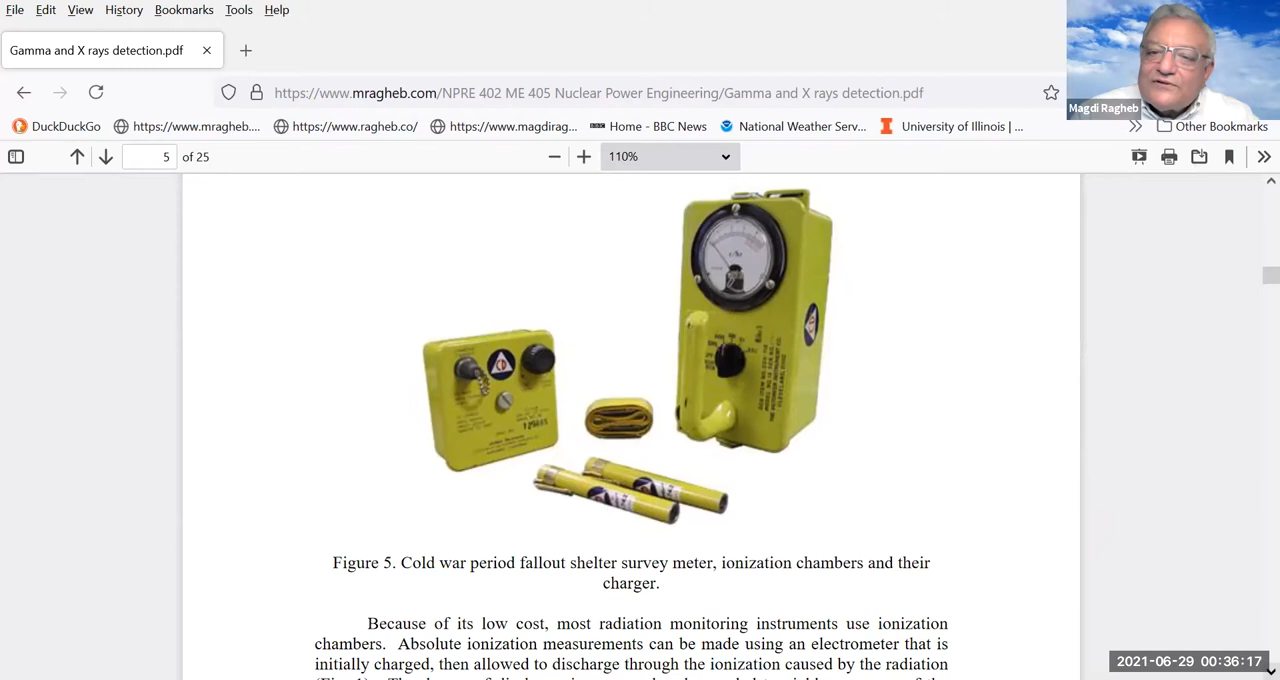 File Edit View History Bookmarks Tools Help
Gamma and X rays detection.pdf
https://www.mragheb.com/NPRE 402 ME 405 Nuclear Power Engineering/Gamma and X rays detection.pdf
Magdi Ragheb
DuckDuckGo https://www.mragheb.... https://www.ragheb.co/ https://www.magdirag... BBC Home - BBC News National Weather Serv... University of Illinois | ... Other Bookmarks
5 of 25 110%
CD
Figure 5. Cold war period fallout shelter survey meter, ionization chambers and their
charger.
Because of its low cost, most radiation monitoring instruments use ionization
chambers. Absolute ionization measurements can be made using an electrometer that is
initially charged, then allowed to discharge through the ionization caused by the radiation
2021-06-29 00:36:17